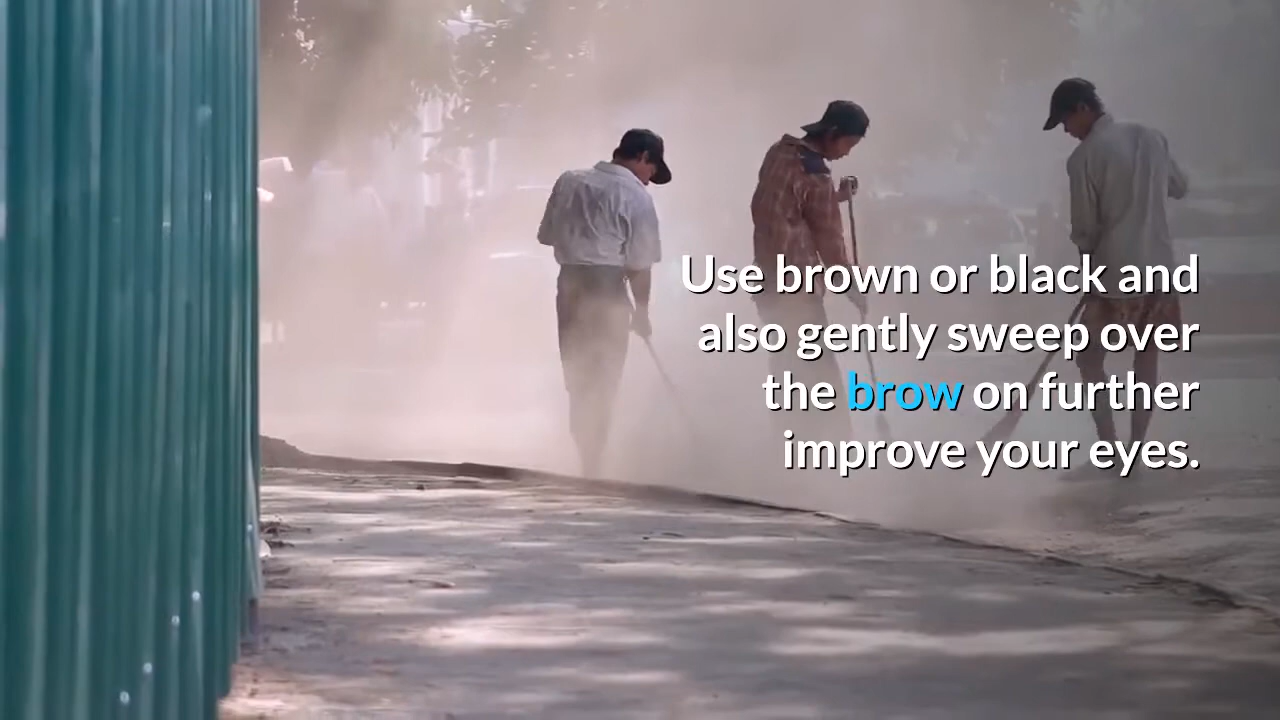 Use brown or black and
also gently sweep over
the brow on further
improve your eyes.